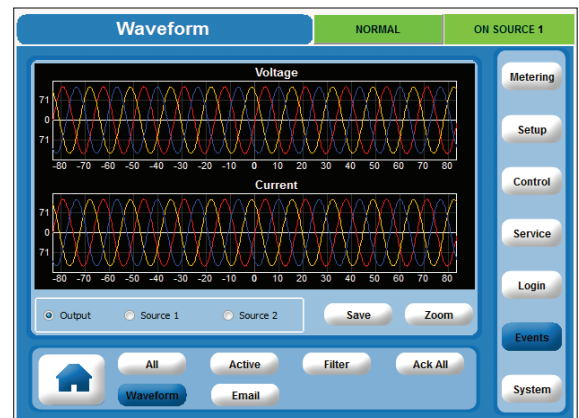 Waveform
NORMAL
ON SOURCE 1
Voltage
71
0
71
-80 -70 -60 -50 -40 -30 -20 -10 0 10 20 30 40 50 60 70 80
Current
71
0
71
-80 -70 -60 -50 -40 -30 -20 -10 0 10 20 30 40 50 60 70 80
Output Source 1 Source 2 Save Zoom
All Active Filter Ack All
Waveform Email
Metering
Setup
Control
Service
Login
Events
System